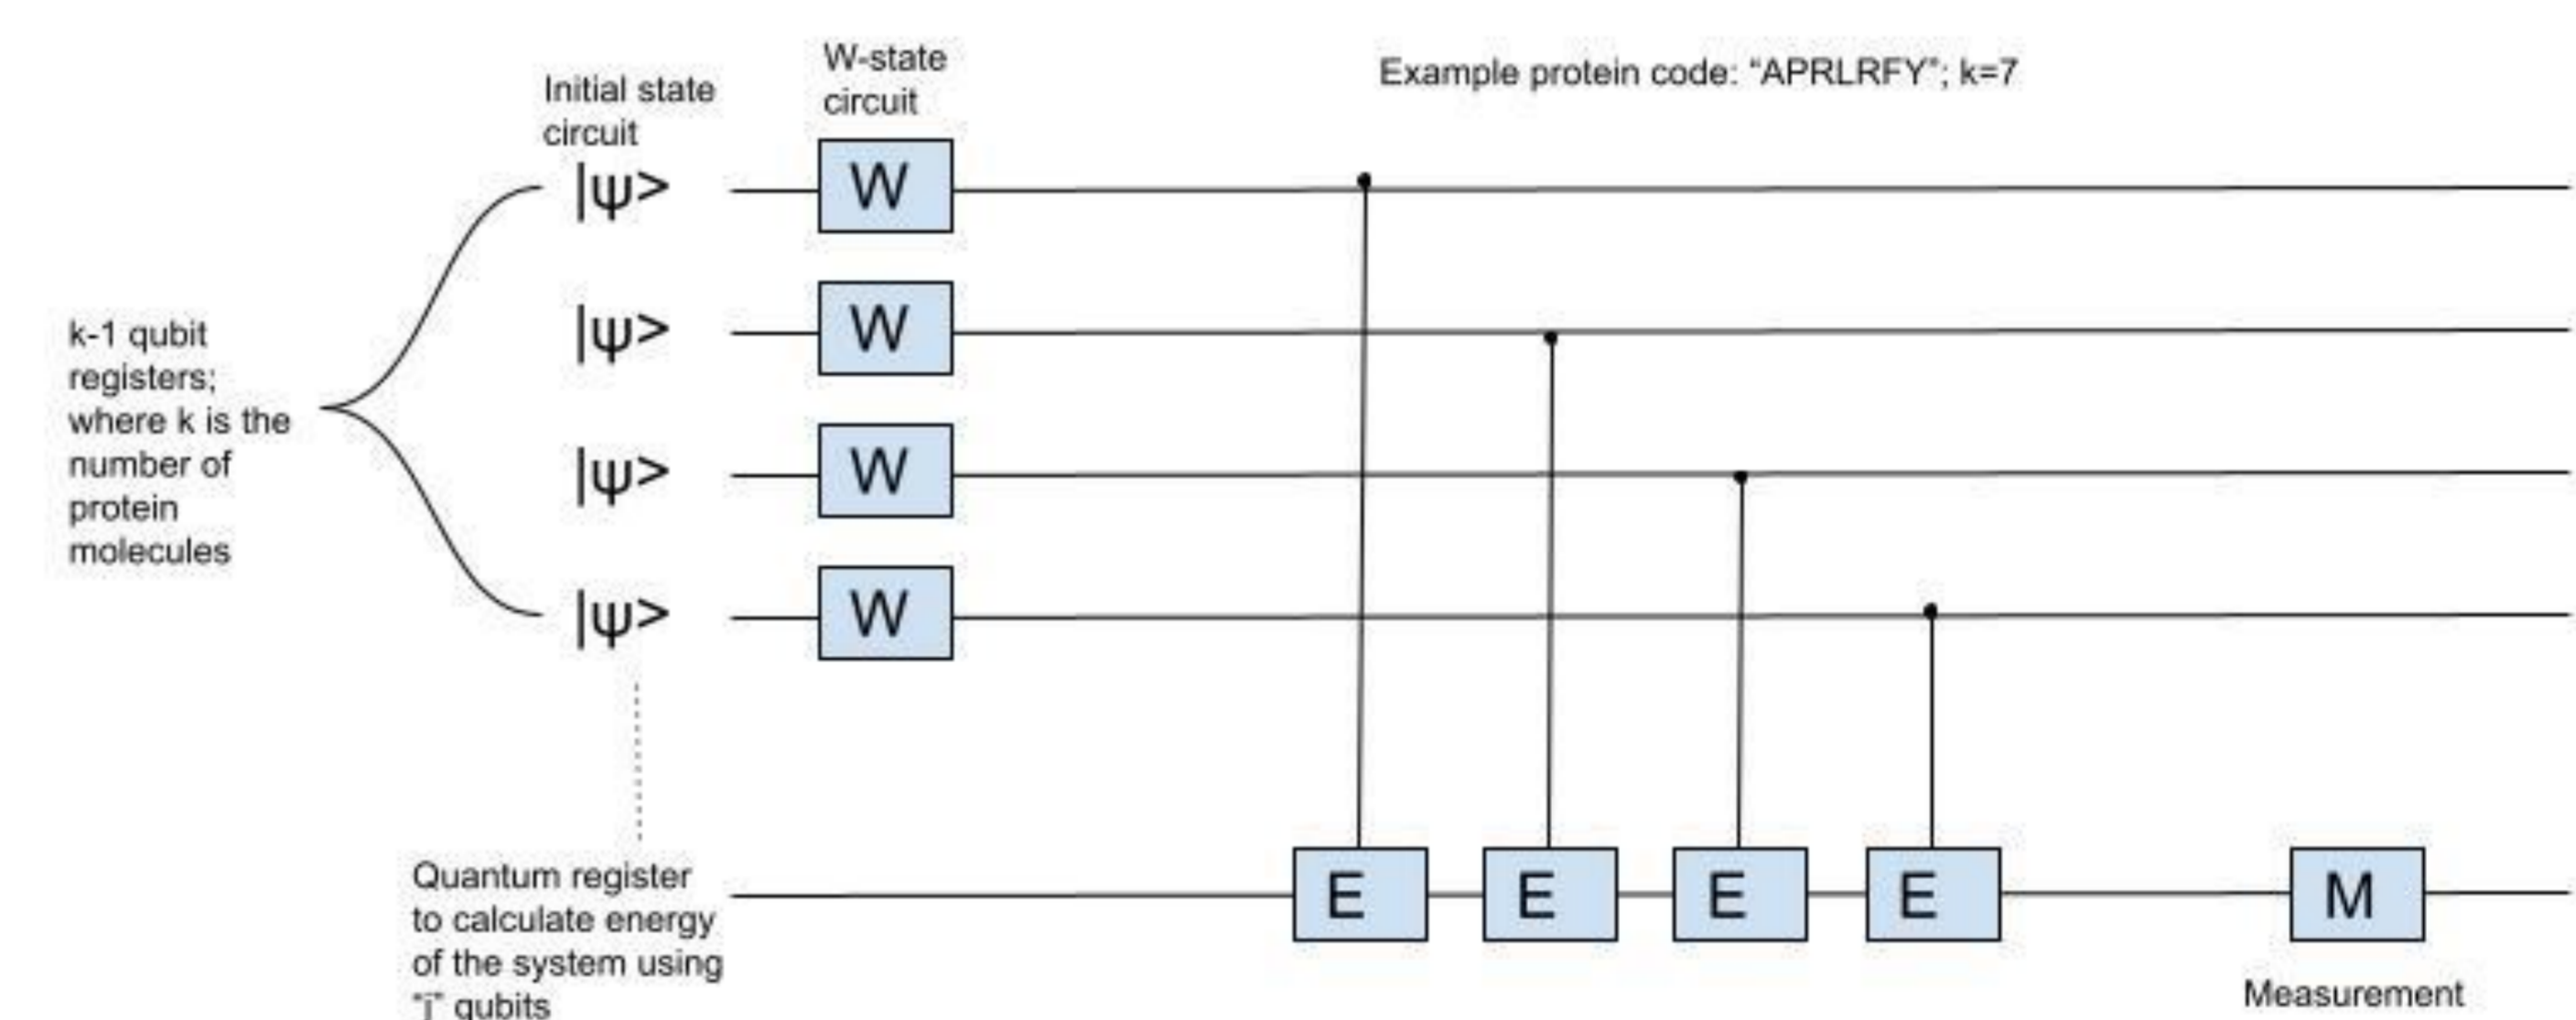 W-state
circuit
Example protein code: “APRLRFY”; k=7
Initial state
circuit
|ψ>
W
|ψ>
W
k-1 qubit
registers;
where k is the
number of
protein
molecules
|ψ>
W
|ψ>
W
Quantum register
to calculate energy
of the system using
“j” qubits
E
E
E
E
M
Measurement